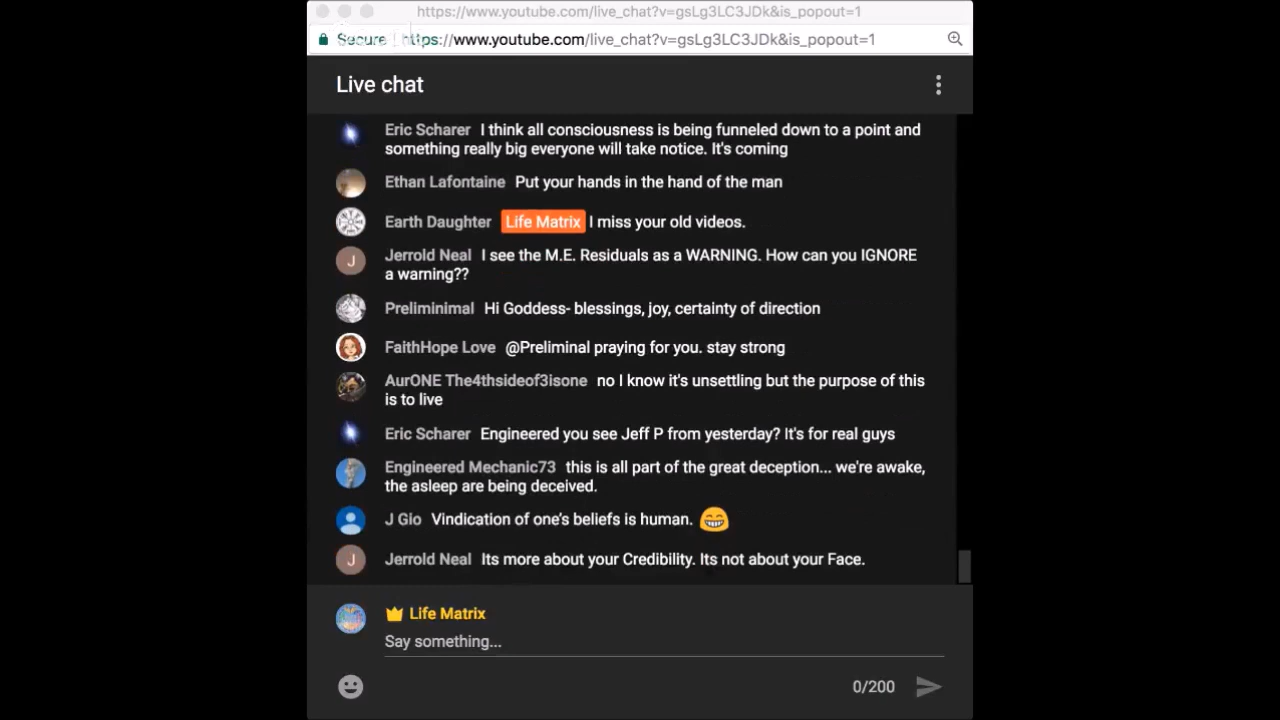 https://www.youtube.com/live_chat?v=gsLg3LC3JDk&is_popout=1
Secure https://www.youtube.com/live_chat?v=gsLg3LC3JDk&is_popout=1
Live chat
Eric Scharer I think all consciousness is being funneled down to a point and
something really big everyone will take notice. It's coming
Ethan Lafontaine Put your hands in the hand of the man
Earth Daughter Life Matrix I miss your old videos.
Jerrold Neal I see the M.E. Residuals as a WARNING. How can you IGNORE
J
a warning??
Preliminimal Hi Goddess- blessings, joy, certainty of direction
FaithHope Love @Preliminal praying for you. stay strong
AurONE The4thsideof3isone no I know it's unsettling but the purpose of this
is to live
Eric Scharer Engineered you see Jeff P from yesterday? It's for real guys
Engineered Mechanic73 this is all part of the great deception... we're awake,
the asleep are being deceived.
J Gio Vindication of one's beliefs is human.
J Jerrold Neal Its more about your Credibility. Its not about your Face.
Life Matrix
Say something...
0/200